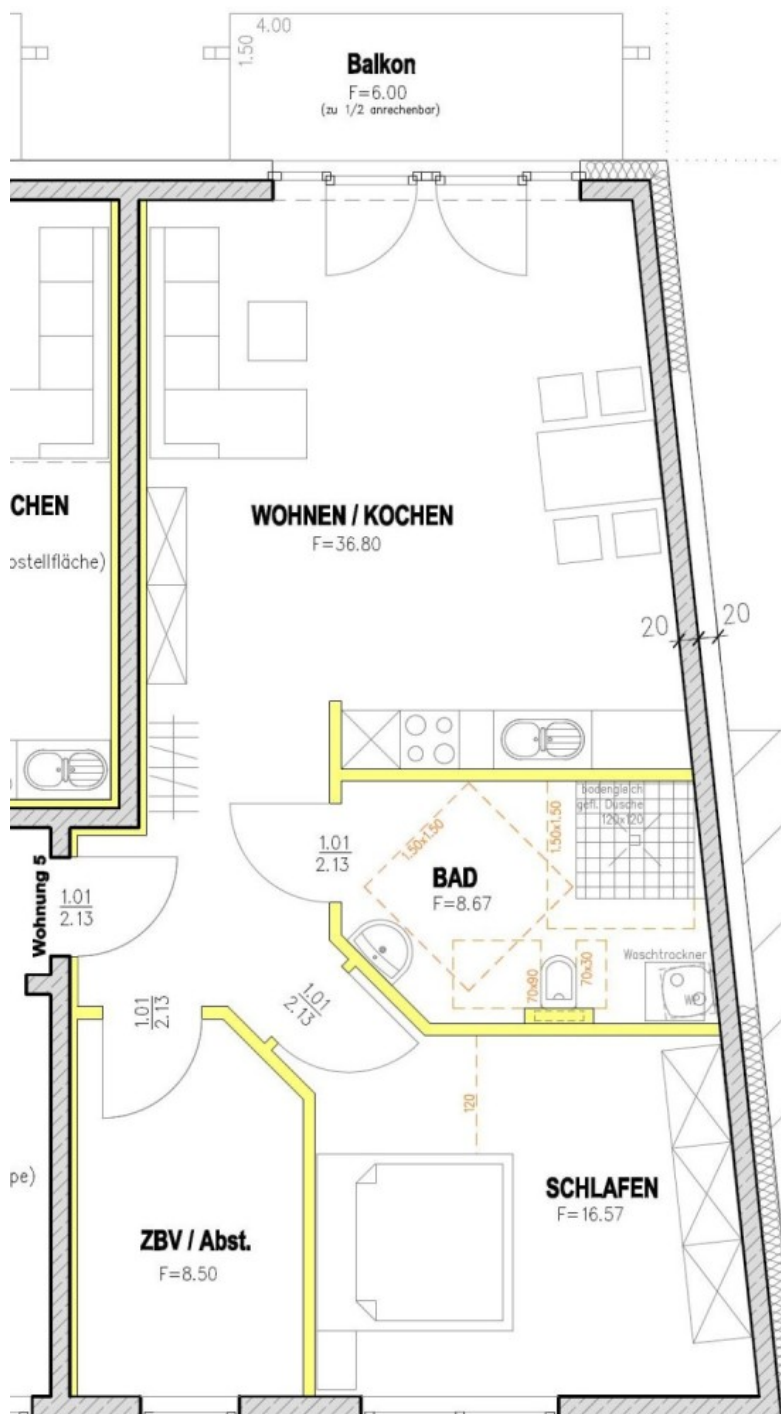 4.00
1.50
Balkon
F=6.00
(zu 1/2 anrechenbar)
CHEN
ostellfläche)
WOHNEN / KOCHEN
F=36.80
20
20
bodengleich
gefl. Dusche
120x120
1.50x1.50
1.50x1.50
1.01
2.13
BAD
F=8.67
Wohnung 5
1.01
2.13
Waschtrockner
70x90
70x30
1.01
2.13
1.01
2.13
120
pe)
SCHLAFEN
F=16.57
ZBV / Abst.
F=8.50